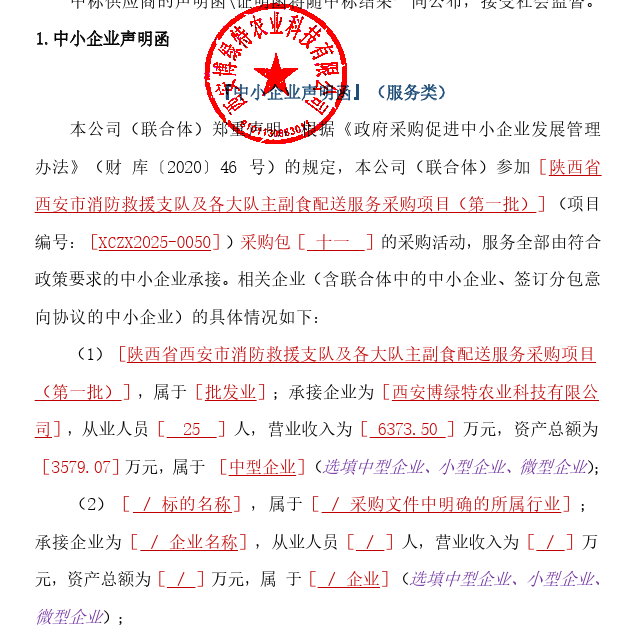 中标供应商的声明函\证明函将随中标结果一同公布，接受社会监督。
1. 中小企业声明函
西安博绿特农业科技有限公司
『中小企业声明函』（服务类）
本公司（联合体）郑重声明，根据《政府采购促进中小企业发展管理
办法》（财 库〔2020〕46 号）的规定，本公司（联合体）参加［陕西省
西安市消防救援支队及各大队主副食配送服务采购项目（第一批）］（项目
编号：［XCZX2025-0050］）采购包［ 十一 ］的采购活动，服务全部由符合
政策要求的中小企业承接。相关企业（含联合体中的中小企业、签订分包意
向协议的中小企业）的具体情况如下：
（1）［陕西省西安市消防救援支队及各大队主副食配送服务采购项目
（第一批）］，属于［批发业］；承接企业为［西安博绿特农业科技有限公
司］，从业人员［ 25 ］人，营业收入为［ 6373.50 ］万元，资产总额为
［3579.07］万元，属于 ［中型企业］（选填中型企业、小型企业、微型企业）；
（2）［ / 标的名称］，属于［ / 采购文件中明确的所属行业］；
承接企业为［ / 企业名称］，从业人员［ / ］人，营业收入为［ / ］万
元，资产总额为［ / ］万元，属 于［ / 企业］（选填中型企业、小型企业、
微型企业）；